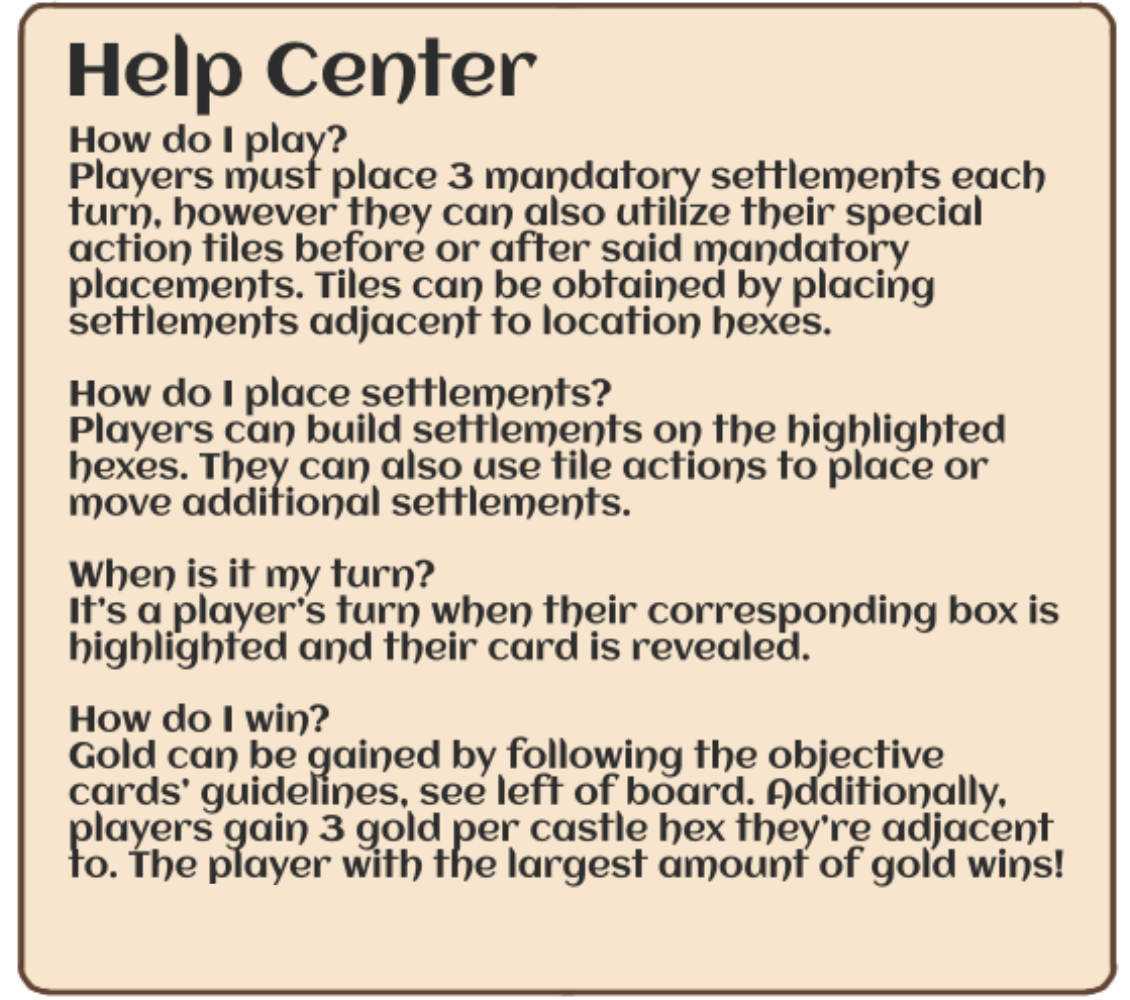 Help Center
How do I play?
Players must place 3 mandatory settlements each
turn, however they can also utilize their special
action tiles before or after said mandatory
placements. Tiles can be obtained by placing
settlements adjacent to location hexes.
How do I place settlements?
Players can build settlements on the highlighted
hexes. They can also use tile actions to place or
move additional settlements.
When is it my turn?
It's a player's turn when their corresponding box is
highlighted and their card is revealed.
How do I win?
Gold can be gained by following the objective
cards' guidelines, see left of board. Additionally,
players gain 3 gold per castle hex they're adjacent
to. The player with the largest amount of gold wins!